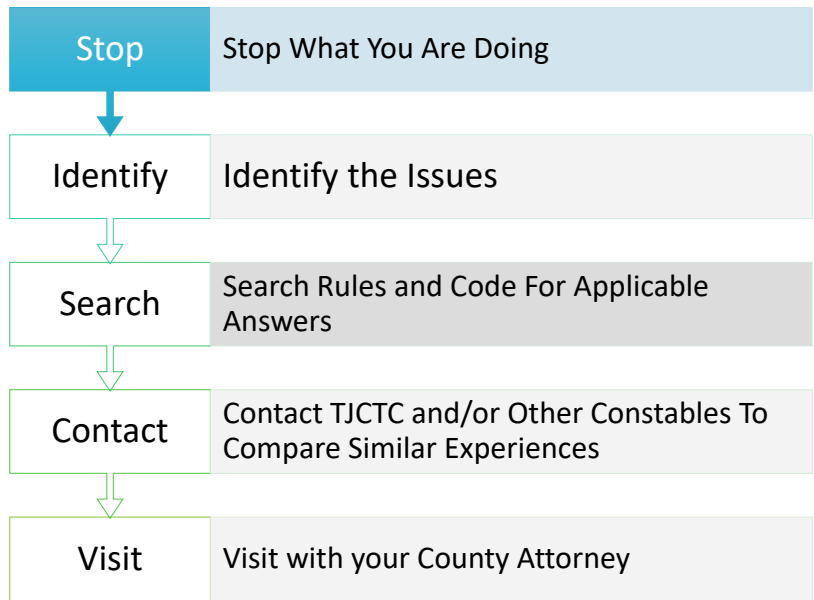 Stop
Stop What You Are Doing
Identify
Identify the Issues
Search
Search Rules and Code For Applicable
Answers
Contact
Contact TJCTC and/or Other Constables To
Compare Similar Experiences
Visit
Visit with your County Attorney